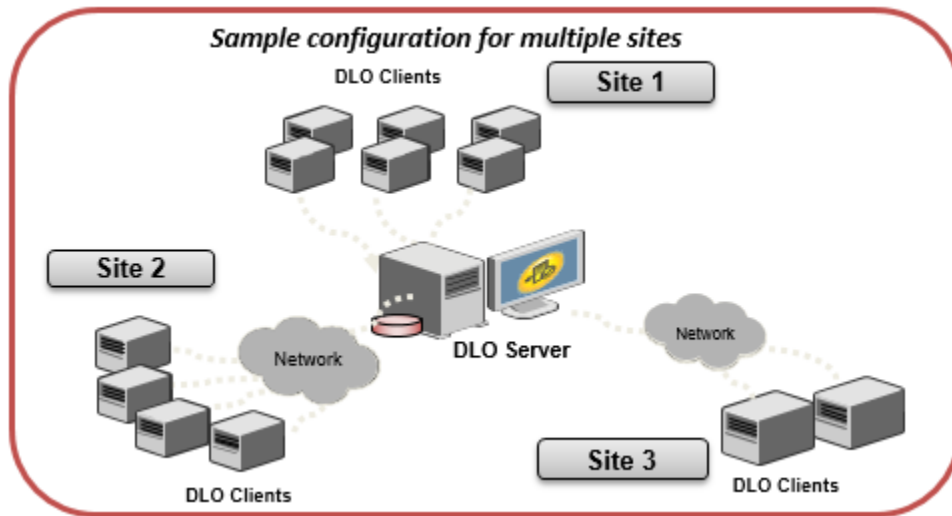 Sample configuration for multiple sites
DLO Clients
Site 1
Site 2
Network
DLO Server
Network
DLO Clients
Site 3
DLO Clients